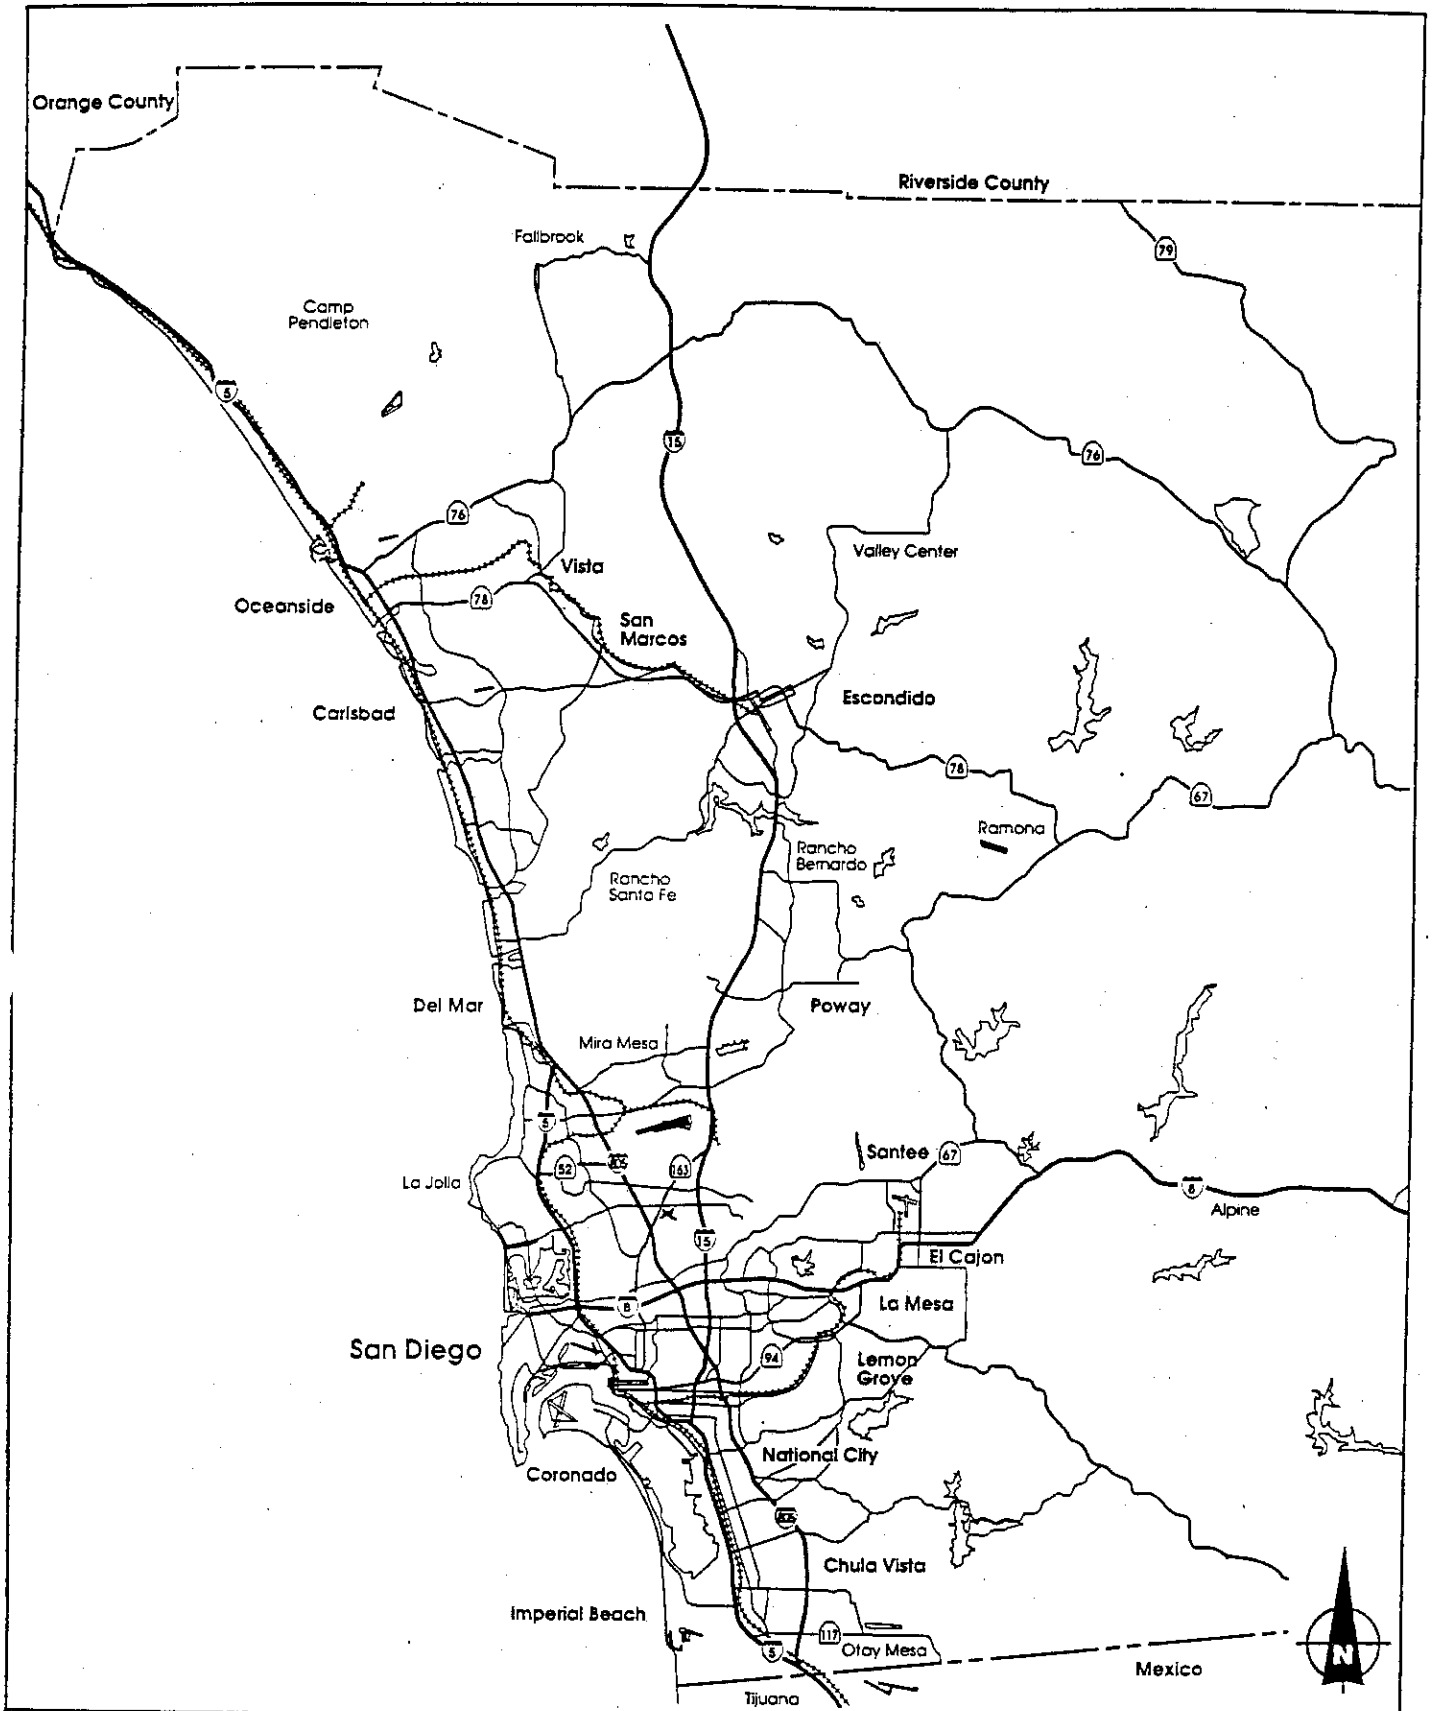 Orange County
Riverside County
79
Fallbrook
Camp
Pendleton
5
15
76
76
Valley Center
Vista
78
Oceanside
San
Marcos
Escondido
Carlsbad
78
67
Ramona
Rancho
Bernardo
Rancho
Santa Fe
Del Mar
Poway
Mira Mesa
5
Santee
67
52
805
163
La Jolla
8
Alpine
15
El Cajon
La Mesa
8
San Diego
94
Lemon
Grove
National City
Coronado
805
Chula Vista
Imperial Beach
117
Otay Mesa
5
N
Mexico
Tijuana